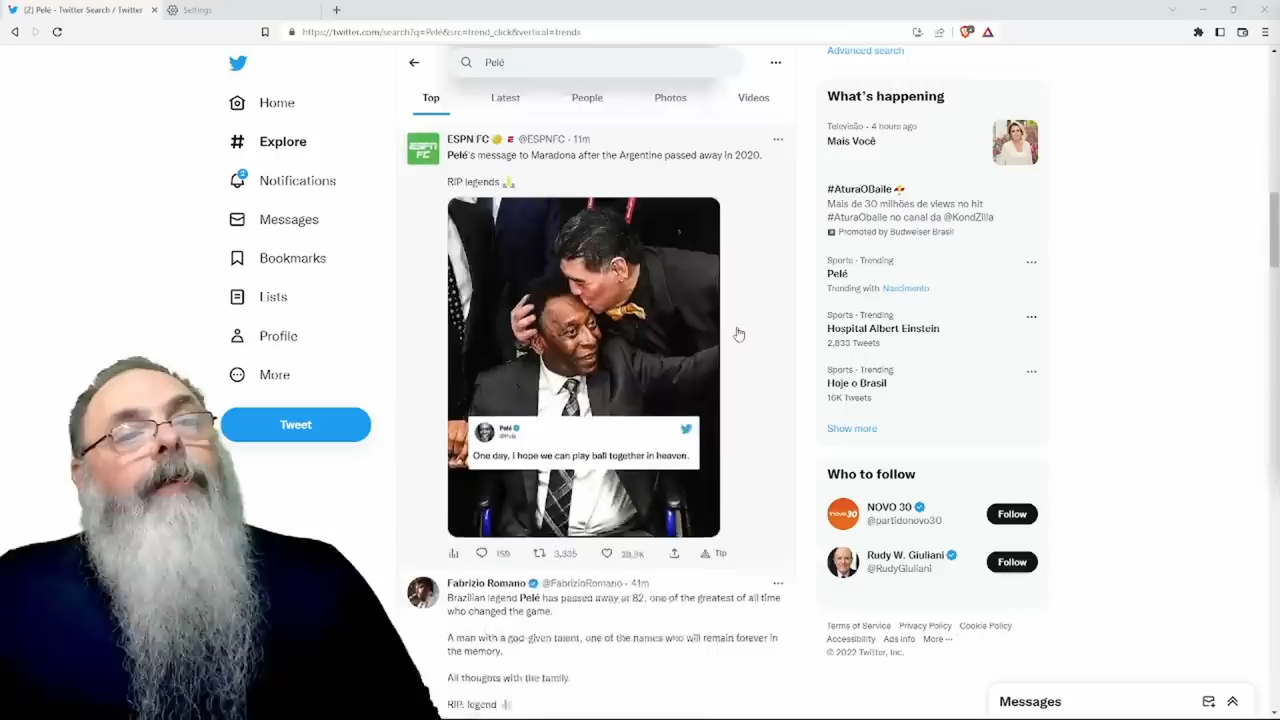 (2) Pelé - Twitter Search / Twitter
Settings
https://twitter.com/search?q=Pelé&src=trend_click&vertical=trends
Home
Explore
2
Notifications
Messages
Bookmarks
Lists
Profile
More
Tweet
Pelé
Top
Latest
People
Photos
Videos
ESPN FC
@ESPNFC · 11m
Pelé's message to Maradona after the Argentine passed away in 2020.
RIP legends
Pelé
One day, I hope we can play ball together in heaven.
3,335
Tip
Fabrizio Romano @FabrizioRomano · 41m
Brazilian legend Pelé has passed away at 82, one of the greatest of all time
who changed the game.
A man with a god-given talent, one of the names who will remain forever in
the memory.
All thoughts with the family.
RIP, legend
Advanced search
What's happening
Televisão · 4 hours ago
Mais Você
#AturaOBaile
Mais de 30 milhões de views no hit
#AturaObaile no canal da @KondZilla
Promoted by Budweiser Brasil
Sports · Trending
Pelé
Trending with Nascimento
Sports · Trending
Hospital Albert Einstein
2,833 Tweets
Sports · Trending
Hoje o Brasil
16K Tweets
Show more
Who to follow
NOVO 30
@partidonovo30
Follow
Rudy W. Giuliani
@RudyGiuliani
Follow
Terms of Service Privacy Policy Cookie Policy
Accessibility Ads info More ···
© 2022 Twitter, Inc.
Messages